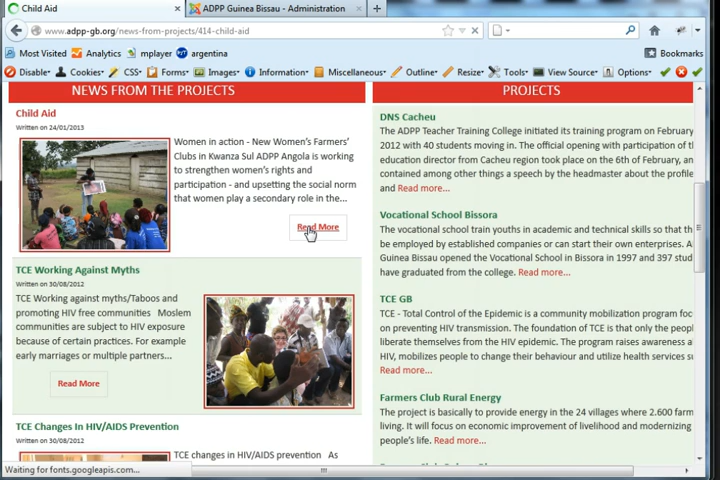 Child Aid
ADPP Guinea Bissau - Administration
www.adpp-gb.org/news-from-projects/414-child-aid
Most Visited Analytics mplayer argentina Bookmarks
Disable Cookies CSS Forms Images Information Miscellaneous Outline Resize Tools View Source Options
NEWS FROM THE PROJECTS
Child Aid
Written on 24/01/2013
Women in action - New Women's Farmers'
Clubs in Kwanza Sul ADPP Angola is working
to strengthen women's rights and
participation - and upsetting the social norm
that women play a secondary role in the...
Read More
TCE Working Against Myths
Written on 30/08/2012
TCE Working against myths/Taboos and
promoting HIV free communities Moslem
communities are subject to HIV exposure
because of certain practices. For example
early marriages or multiple partners...
Read More
TCE Changes In HIV/AIDS Prevention
Written on 30/08/2012
TCE changes in HIV/AIDS prevention As
PROJECTS
DNS Cacheu
The ADPP Teacher Training College initiated its training program on February
2012 with 40 students moving in. The official opening with participation of th
education director from Cacheu region took place on the 6th of February, an
contained among other things a speech by the headmaster about the profile
and Read more...
Vocational School Bissora
The vocational school train youths in academic and technical skills so that th
be employed by established companies or can start their own enterprises. A
Guinea Bissau opened the Vocational School in Bissora in 1997 and 397 stud
have graduated from the college. Read more...
TCE GB
TCE - Total Control of the Epidemic is a community mobilization program foc
on preventing HIV transmission. The foundation of TCE is that only the peopl
liberate themselves from the HIV epidemic. The program raises awareness a
HIV, mobilizes people to change their behaviour and utilize health services su
Read more...
Farmers Club Rural Energy
The project is basically to provide energy in the 24 villages where 2.600 farm
living. It will focus on economic improvement of livelihood and modernizing
people's life. Read more...
Waiting for fonts.googleapis.com...